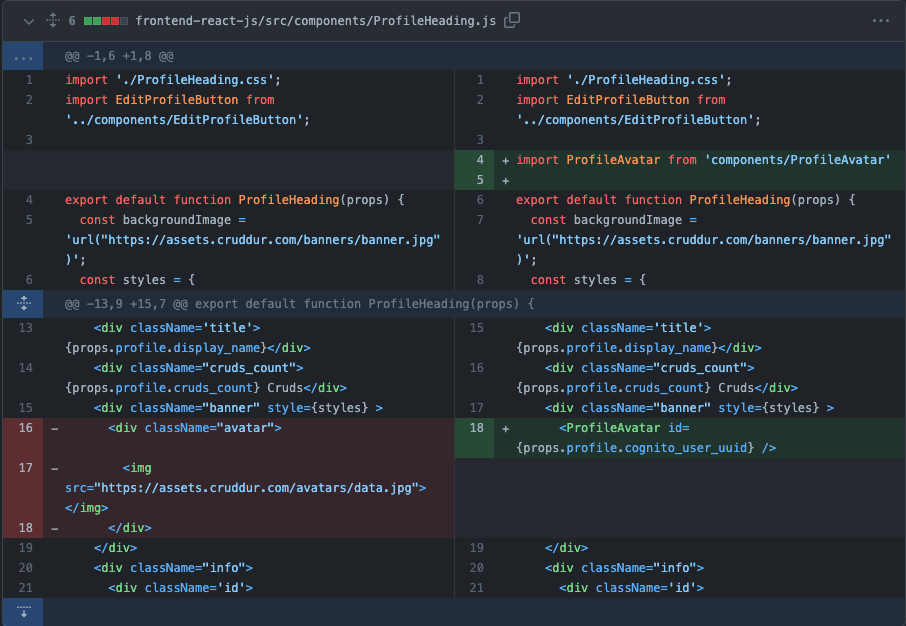 6 frontend-react-js/src/components/ProfileHeading.js ...
... @@ -1,6 +1,8 @@
1 import './ProfileHeading.css';
2 import EditProfileButton from
'../components/EditProfileButton';
3
4 export default function ProfileHeading(props) {
5 const backgroundImage =
'url("https://assets.cruddur.com/banners/banner.jpg"
)';
6 const styles = {
1 import './ProfileHeading.css';
2 import EditProfileButton from
'../components/EditProfileButton';
3
4 + import ProfileAvatar from 'components/ProfileAvatar'
5 +
6 export default function ProfileHeading(props) {
7 const backgroundImage =
'url("https://assets.cruddur.com/banners/banner.jpg"
)';
8 const styles = {
@@ -13,9 +15,7 @@ export default function ProfileHeading(props) {
13 <div className='title'>
{props.profile.display_name}</div>
14 <div className="cruds_count">
{props.profile.cruds_count} Cruds</div>
15 <div className="banner" style={styles} >
16 - <div className="avatar">
17 - <img
src="https://assets.cruddur.com/avatars/data.jpg">
</img>
18 - </div>
19 </div>
20 <div className="info">
21 <div className='id'>
15 <div className='title'>
{props.profile.display_name}</div>
16 <div className="cruds_count">
{props.profile.cruds_count} Cruds</div>
17 <div className="banner" style={styles} >
18 + <ProfileAvatar id=
{props.profile.cognito_user_uuid} />
19 </div>
20 <div className="info">
21 <div className='id'>